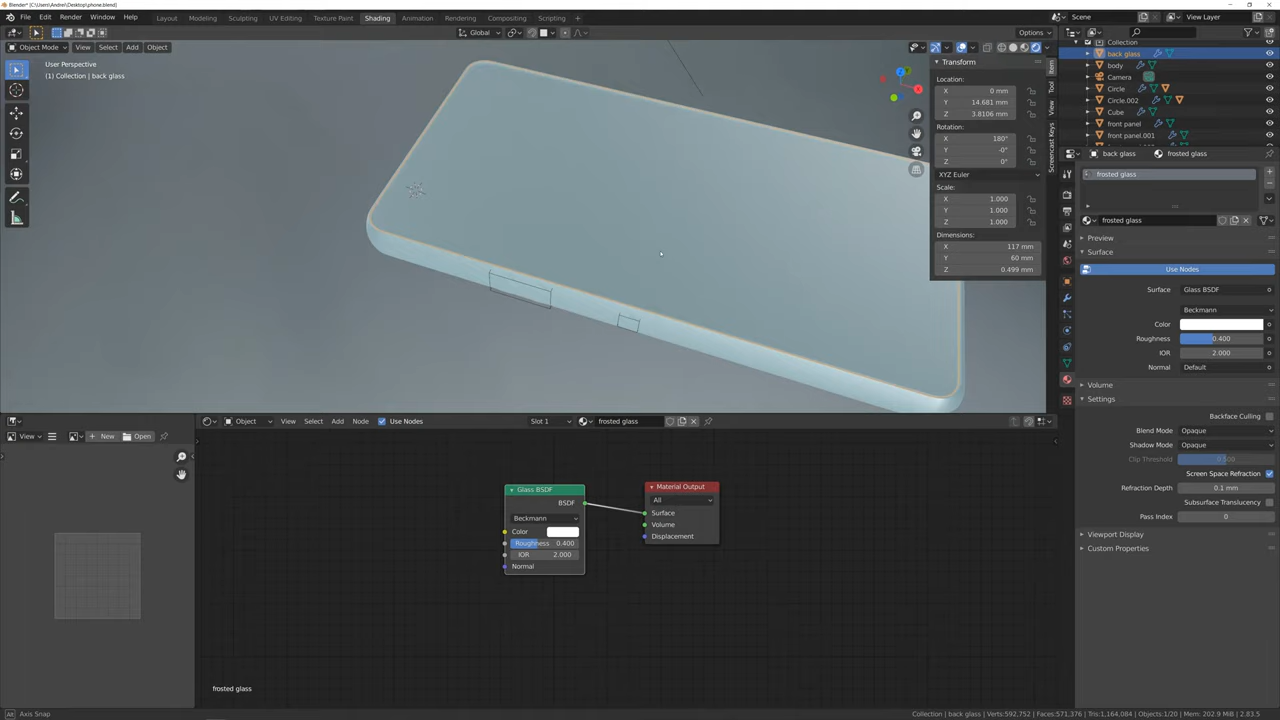 Blender* [C:\Users\Andrei\Desktop\phone.blend]
File Edit Render Window Help Layout Modeling Sculpting UV Editing Texture Paint Shading Animation Rendering Compositing Scripting Scene View Layer
Global Options
Object Mode View Select Add Object
User Perspective
(1) Collection | back glass
Transform
Location:
X 0 mm
Y 14.681 mm
Z 3.8106 mm
Rotation:
X 180°
Y -0°
Z 0°
XYZ Euler
Scale:
X 1.000
Y 1.000
Z 1.000
Dimensions:
X 117 mm
Y 60 mm
Z 0.499 mm
Item
Tool
View
Screencast Keys
Collection
back glass
body
Camera
Circle
Circle.002
Cube
front panel
front panel.001
back glass frosted glass
frosted glass
frosted glass
Preview
Surface
Use Nodes
Surface Glass BSDF
Beckmann
Color
Roughness 0.400
IOR 2.000
Normal Default
Volume
Settings
Backface Culling
Blend Mode Opaque
Shadow Mode Opaque
Clip Threshold 0.500
Screen Space Refraction
Refraction Depth 0.1 mm
Subsurface Translucency
Pass Index 0
Viewport Display
Custom Properties
Object View Select Add Node Use Nodes Slot 1 frosted glass
View New Open
Glass BSDF
BSDF
Beckmann
Color
Roughness 0.400
IOR 2.000
Normal
Material Output
All
Surface
Volume
Displacement
frosted glass
Axis Snap
Collection | back glass | Verts:592,752 | Faces:571,376 | Tris:1,164,084 | Objects:1/20 | Mem: 202.9 MiB | 2.83.5